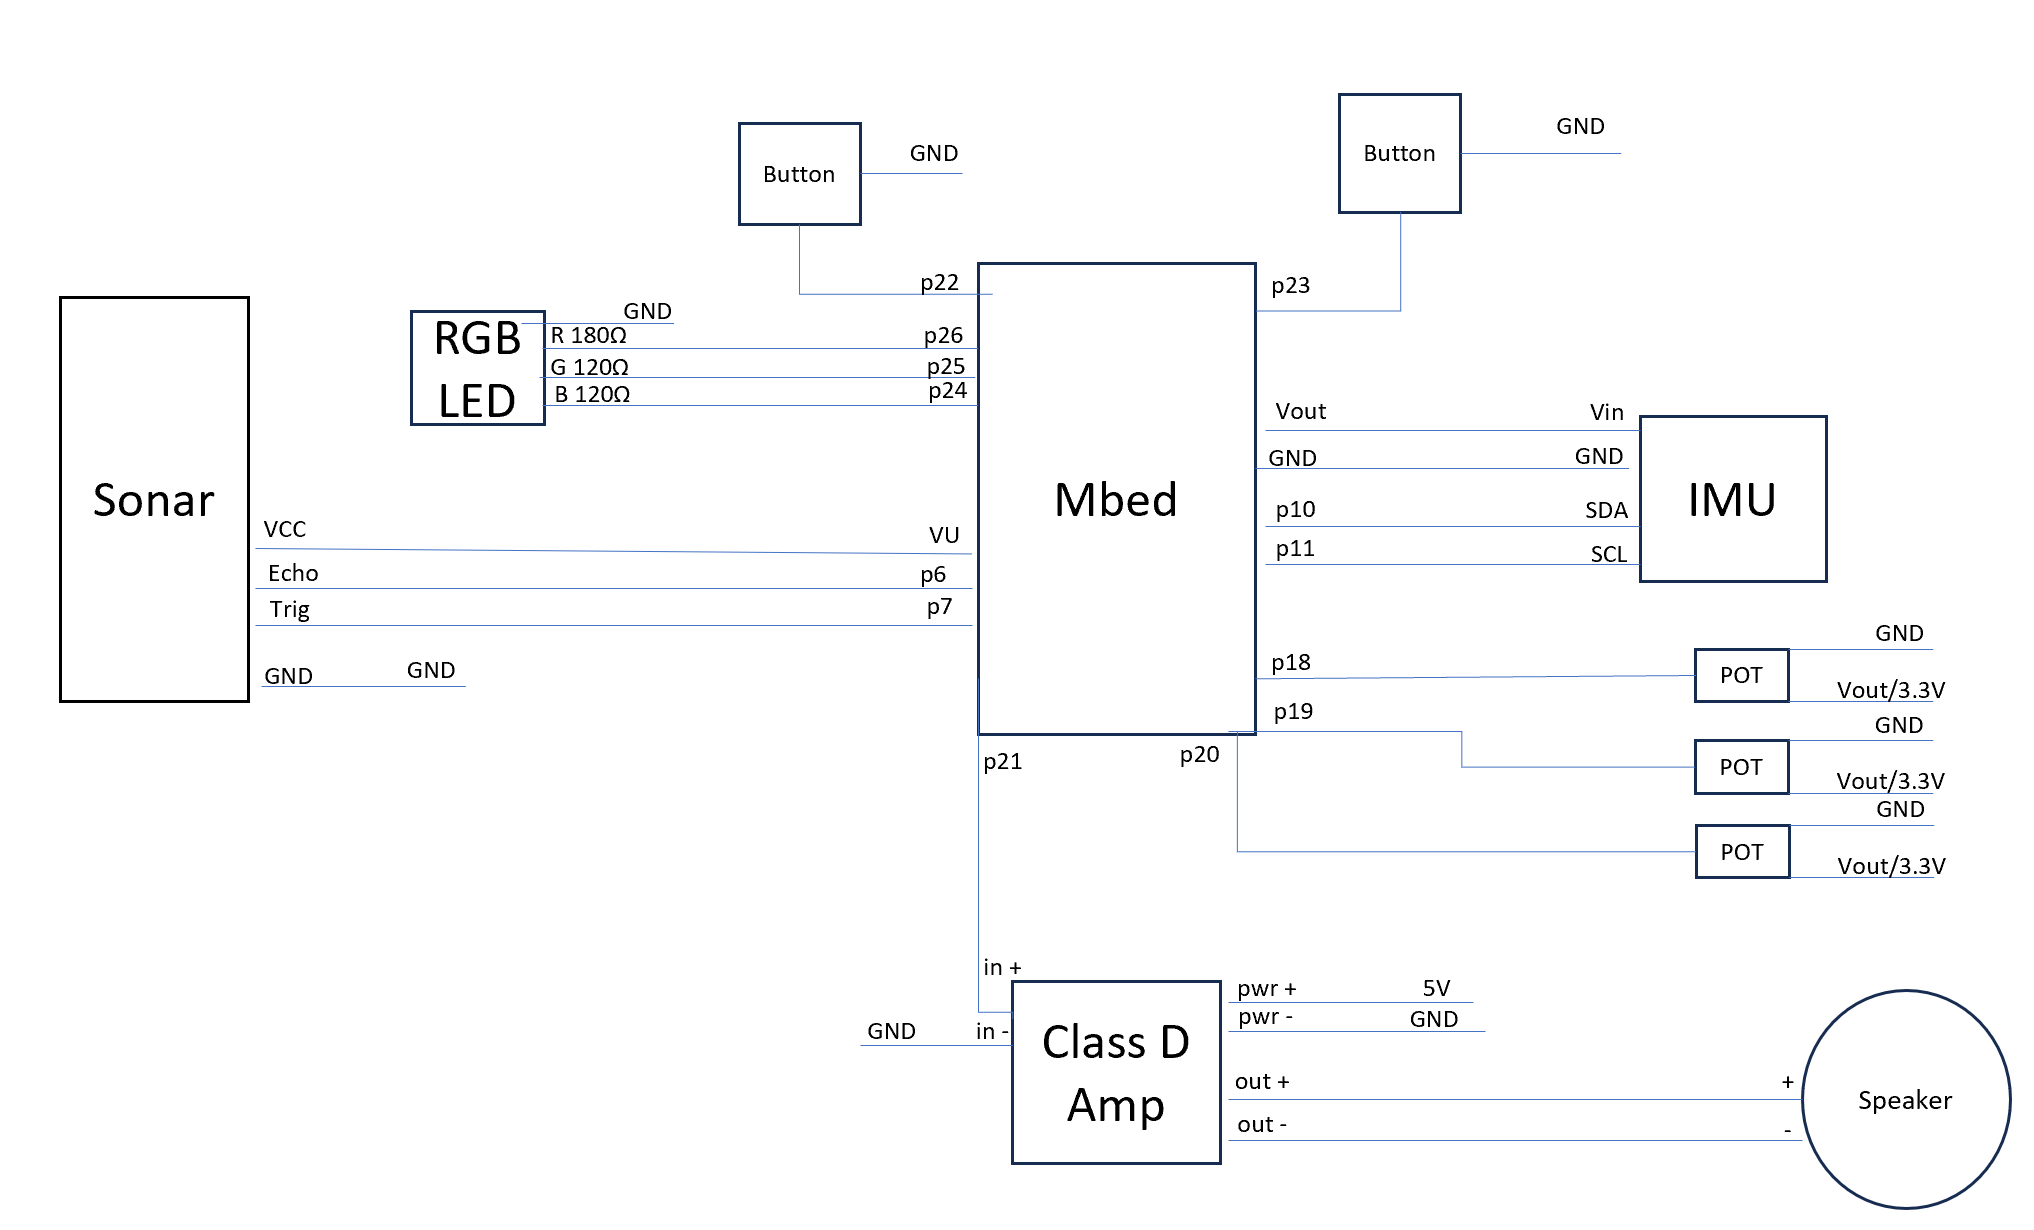 Button
GND
Button
GND
p22
p23
RGB
LED
GND
R 180Ω
G 120Ω
B 120Ω
p26
p25
p24
Sonar
VCC
Echo
Trig
GND
GND
VU
p6
p7
Mbed
Vout
GND
p10
p11
Vin
GND
SDA
SCL
IMU
p18
p19
p20
p21
POT
GND
Vout/3.3V
POT
GND
Vout/3.3V
POT
GND
Vout/3.3V
in +
in -
GND
Class D
Amp
pwr +
5V
pwr -
GND
out +
out -
+
-
Speaker